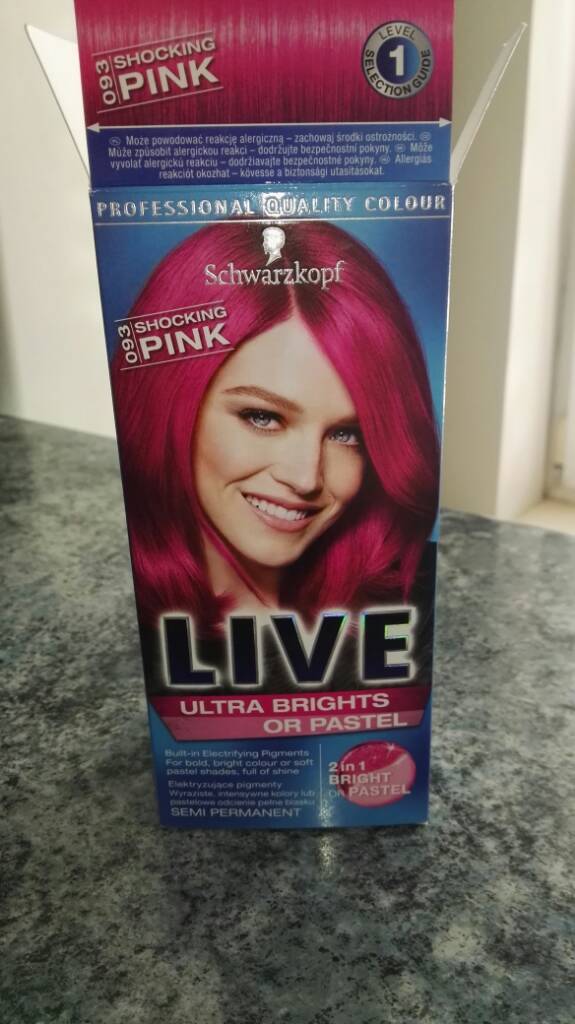 093 SHOCKING
PINK
LEVEL
1
SELECTION GUIDE
PL Może powodować reakcję alergiczną – zachowaj środki ostrożności. CZ
Může způsobit alergickou reakci – dodržujte bezpečnostní pokyny. SK Môže
vyvolať alergickú reakciu – dodržiavajte bezpečnostné pokyny. HU Allergiás
reakciót okozhat – kövesse a biztonsági utasításokat.
PROFESSIONAL QUALITY COLOUR
Schwarzkopf
093 SHOCKING
PINK
LIVE
ULTRA BRIGHTS
OR PASTEL
Built-in Electrifying Pigments
For bold, bright colour or soft
pastel shades, full of shine
Elektryzujące pigmenty
Wyraziste, intensywne kolory lub
pastelowe odcienie pełne blasku
SEMI PERMANENT
2 in 1
BRIGHT
OR PASTEL